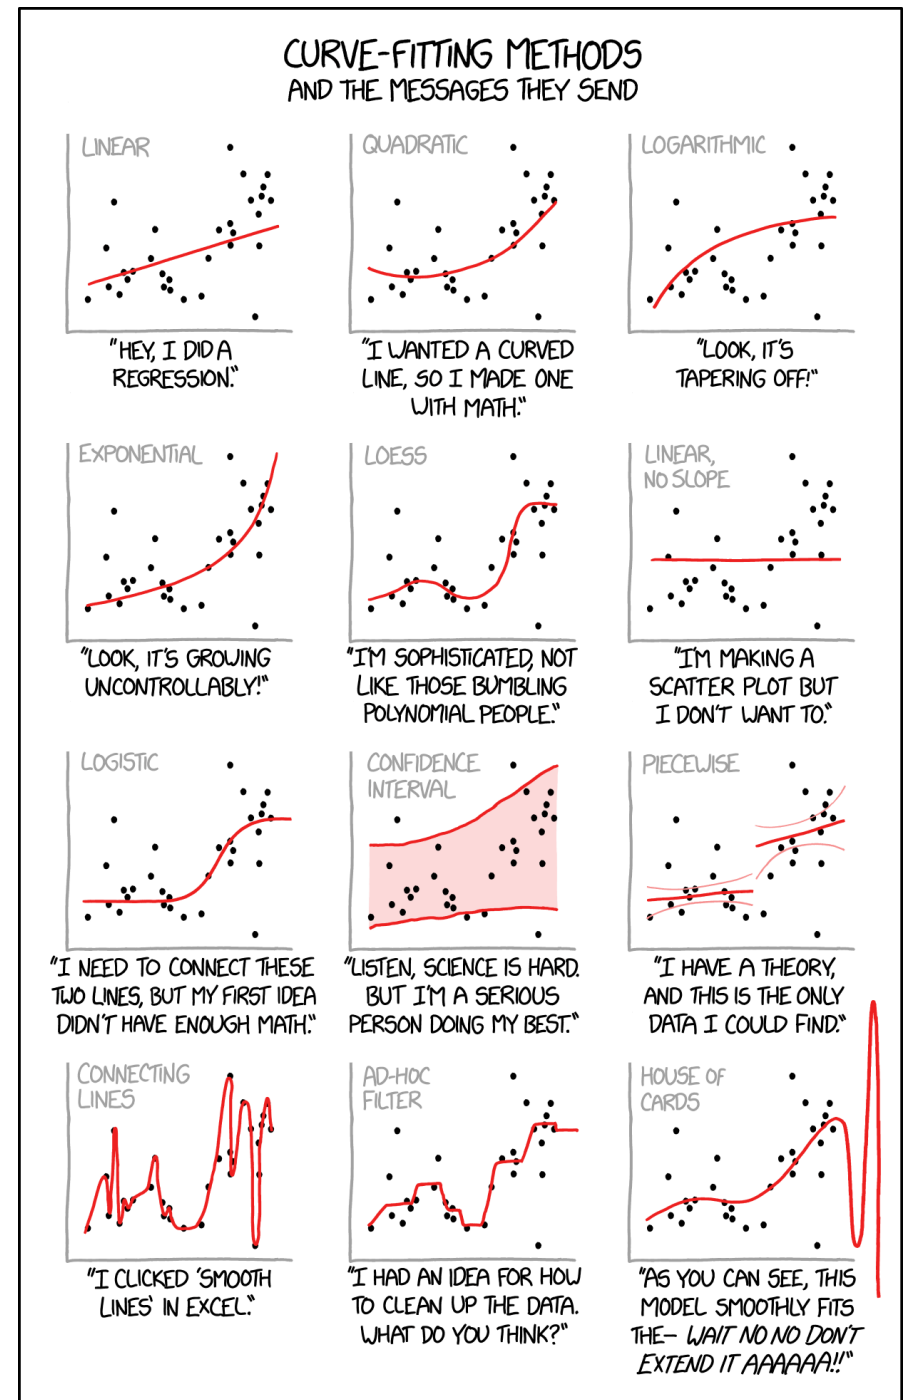 CURVE-FITTING METHODS
AND THE MESSAGES THEY SEND
LINEAR
"HEY, I DID A
REGRESSION."
QUADRATIC
"I WANTED A CURVED
LINE, SO I MADE ONE
WITH MATH."
LOGARITHMIC
"LOOK, IT'S
TAPERING OFF!"
EXPONENTIAL
"LOOK, IT'S GROWING
UNCONTROLLABLY!"
LOESS
"I'M SOPHISTICATED, NOT
LIKE THOSE BUMBLING
POLYNOMIAL PEOPLE."
LINEAR,
NO SLOPE
"I'M MAKING A
SCATTER PLOT BUT
I DON'T WANT TO."
LOGISTIC
"I NEED TO CONNECT THESE
TWO LINES, BUT MY FIRST IDEA
DIDN'T HAVE ENOUGH MATH."
CONFIDENCE
INTERVAL
"LISTEN, SCIENCE IS HARD.
BUT I'M A SERIOUS
PERSON DOING MY BEST."
PIECEWISE
"I HAVE A THEORY,
AND THIS IS THE ONLY
DATA I COULD FIND."
CONNECTING
LINES
"I CLICKED 'SMOOTH
LINES' IN EXCEL."
AD-HOC
FILTER
"I HAD AN IDEA FOR HOW
TO CLEAN UP THE DATA.
WHAT DO YOU THINK?"
HOUSE OF
CARDS
"AS YOU CAN SEE, THIS
MODEL SMOOTHLY FITS
THE- WAIT NO NO DON'T
EXTEND IT AAAAAA!!"